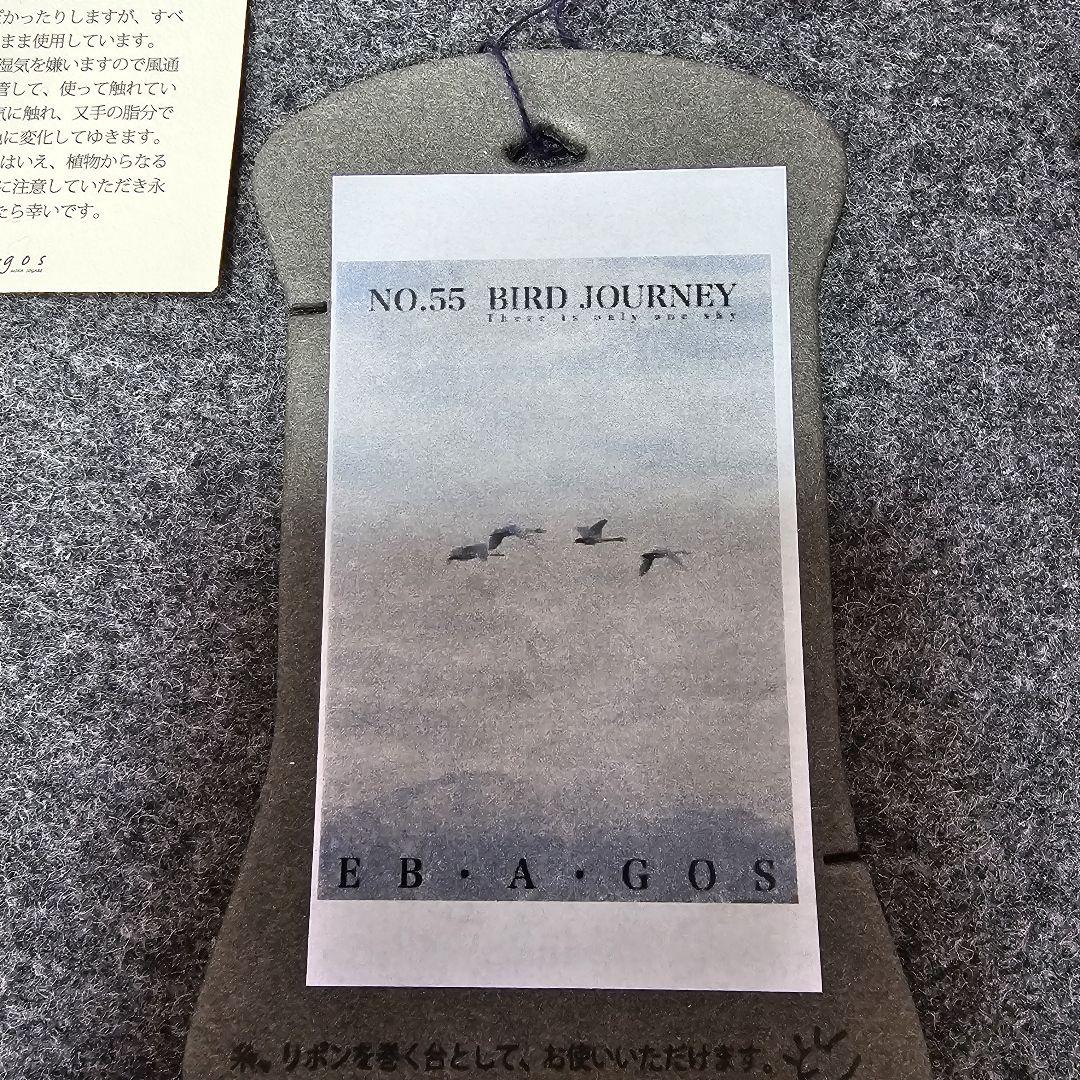 かったりしますが、すべ
まま使用しています。
湿気を嫌いますので風通
管して、使って触れてい
気に触れ、又手の脂分で
に変化してゆきます。
はいえ、植物からなる
に注意していただき永
たら幸いです。
gos
NO.55 BIRD JOURNEY
There is only one sky
EB・A・GOS
糸、リボンを巻く台として、お使いいただけます。